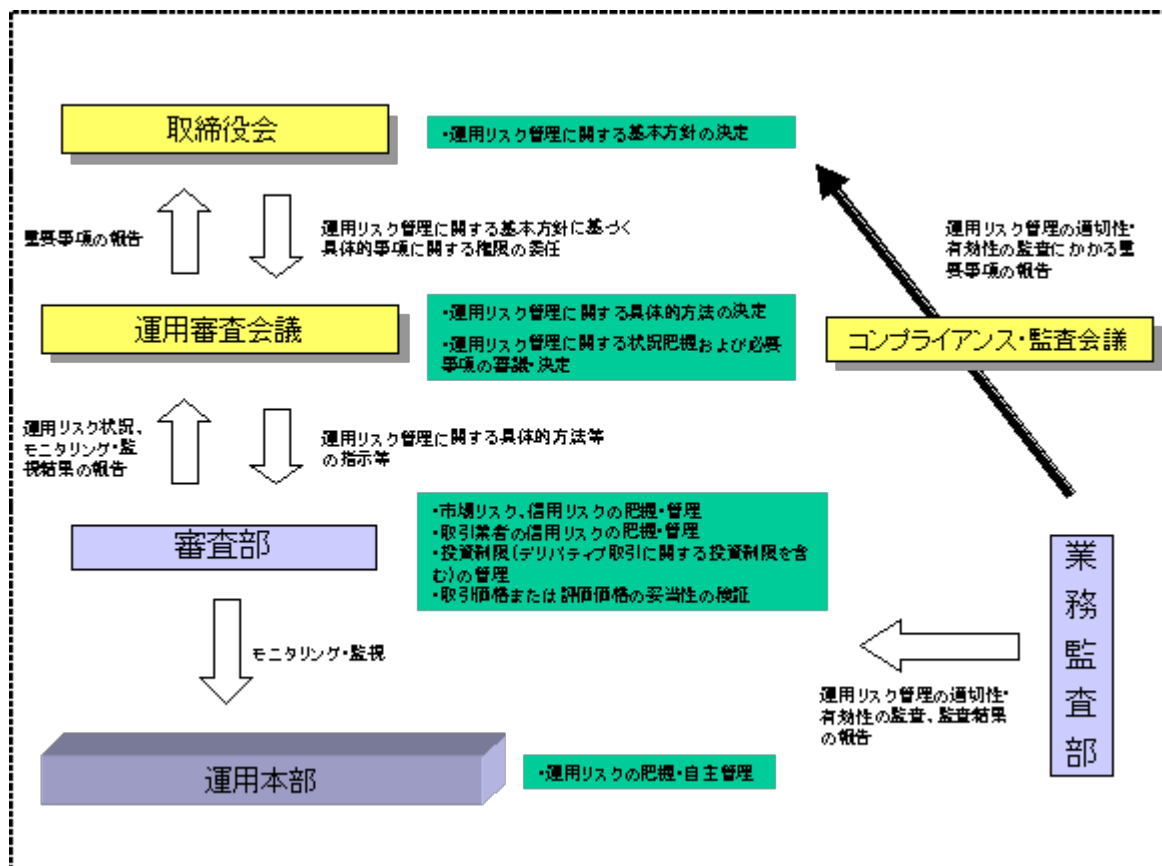 取締役会
・運用リスク管理に関する基本方針の決定
重要事項の報告
運用リスク管理に関する基本方針に基づく
具体的事項に関する権限の委任
運用リスク管理の適切性・
有効性の監査にかかる重
要事項の報告
運用審査会議
・運用リスク管理に関する具体的方法の決定
・運用リスク管理に関する状況把握および必要
事項の審議・決定
コンプライアンス・監査会議
運用リスク状況、
モニタリング・監
視結果の報告
運用リスク管理に関する具体的方法等
の指示等
審査部
・市場リスク、信用リスクの把握・管理
・取引業者の信用リスクの把握・管理
・投資制限(デリバティブ取引に関する投資制限を含
む)の管理
・取引価格または評価価格の妥当性の検証
業務監査部
モニタリング・監視
運用リスク管理の適切性・
有効性の監査、監査結果
の報告
運用本部
・運用リスクの把握・自主管理